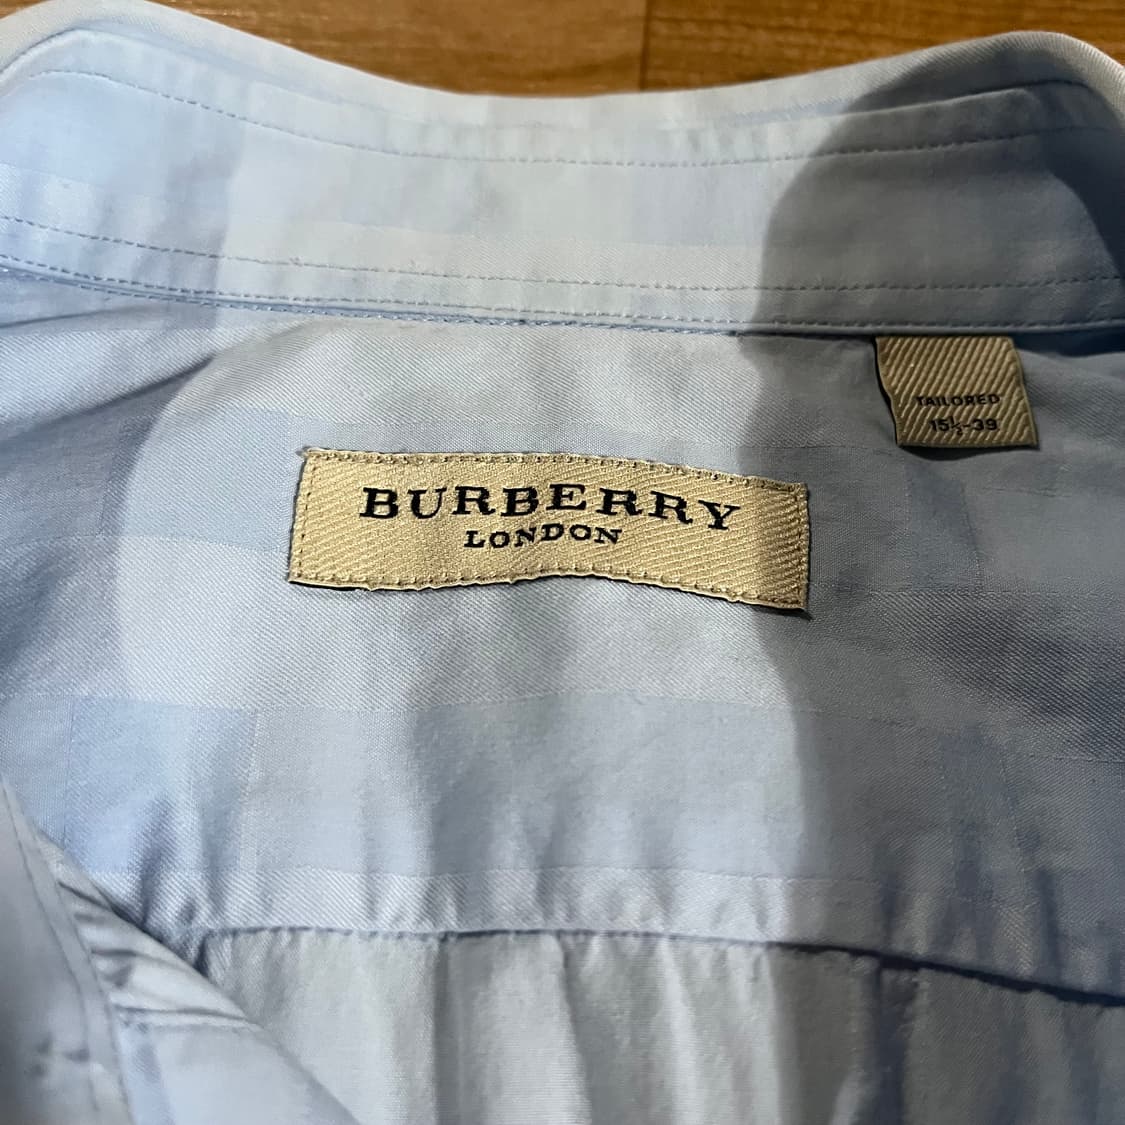 TAILORED
15½-39
BURBERRY
LONDON